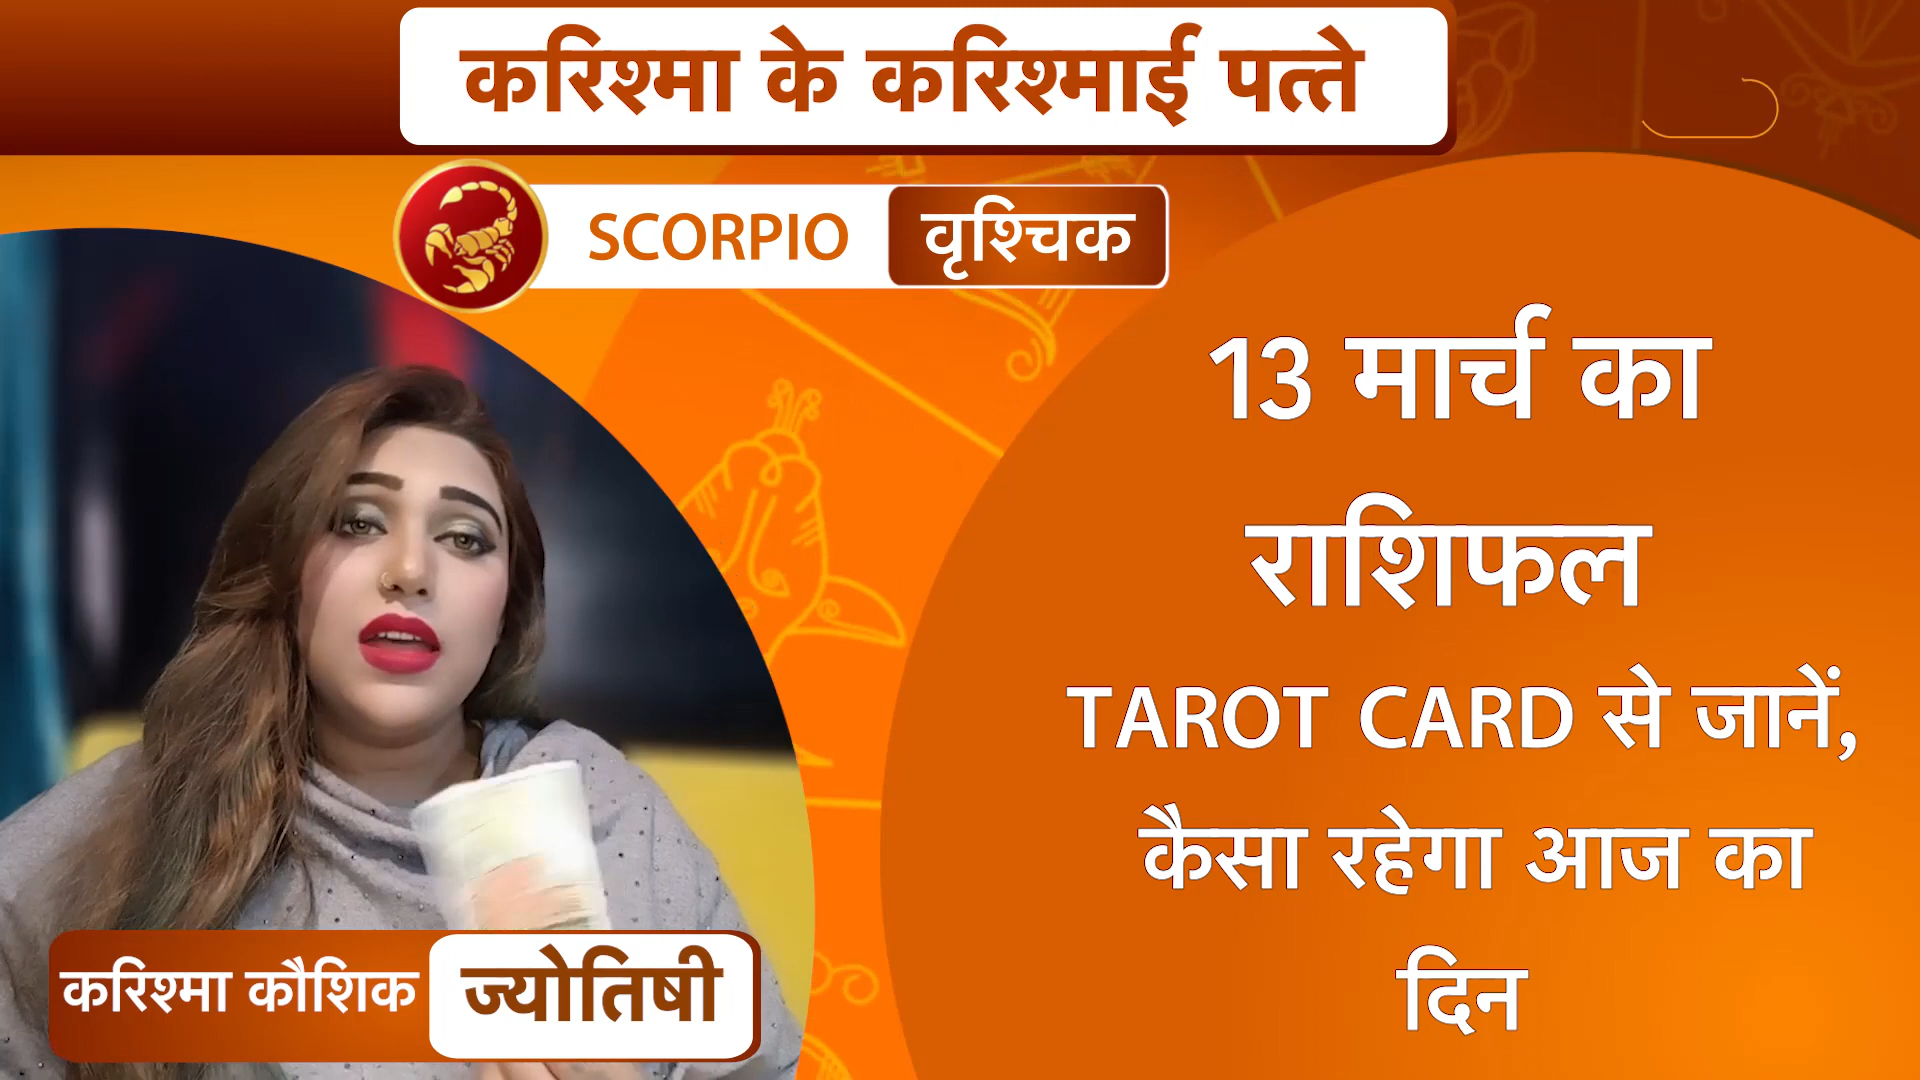 करिश्मा के करिश्माई पत्ते
SCORPIO वृश्चिक
13 मार्च का
राशिफल
TAROT CARD से जानें,
कैसा रहेगा आज का
दिन
करिश्मा कौशिक ज्योतिषी